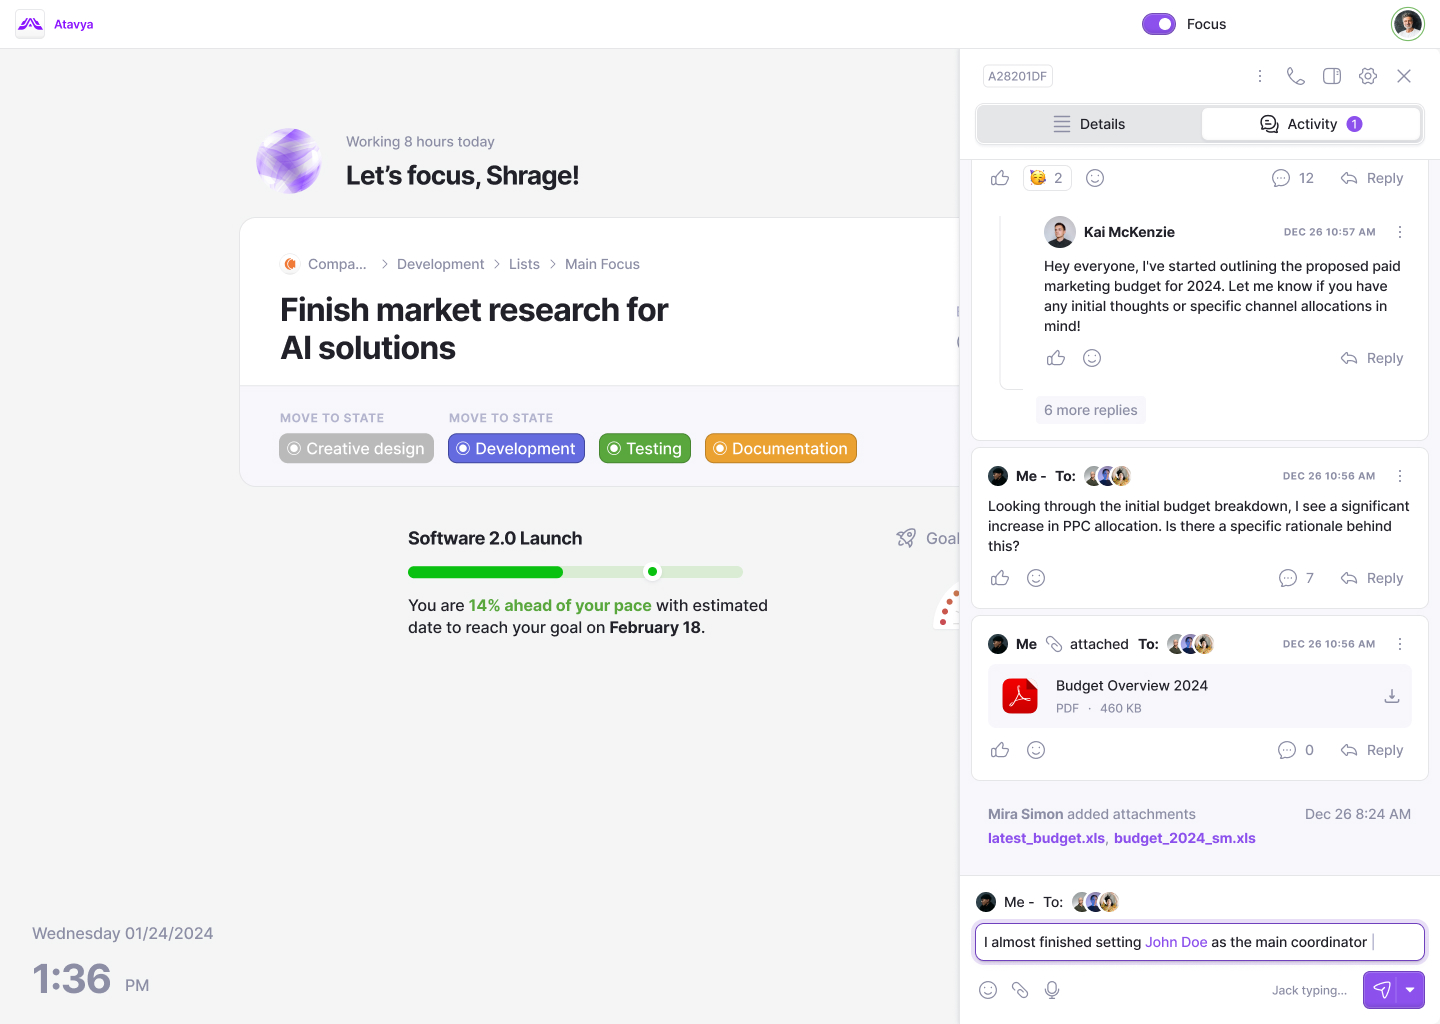 Atavya
Focus
Working 8 hours today
Let's focus, Shrage!
Compa... > Development > Lists > Main Focus
Finish market research for
AI solutions
MOVE TO STATE
Creative design
MOVE TO STATE
Development
Testing
Documentation
Software 2.0 Launch
You are 14% ahead of your pace with estimated
date to reach your goal on February 18.
Goal
Wednesday 01/24/2024
1:36 PM
A28201DF
Details
Activity 1
2
12
Reply
Kai McKenzie
DEC 26 10:57 AM
Hey everyone, I've started outlining the proposed paid
marketing budget for 2024. Let me know if you have
any initial thoughts or specific channel allocations in
mind!
Reply
6 more replies
Me - To:
DEC 26 10:56 AM
Looking through the initial budget breakdown, I see a significant
increase in PPC allocation. Is there a specific rationale behind
this?
7
Reply
Me attached To:
DEC 26 10:56 AM
Budget Overview 2024
PDF · 460 KB
0
Reply
Mira Simon added attachments
Dec 26 8:24 AM
latest_budget.xls, budget_2024_sm.xls
Me - To:
I almost finished setting John Doe as the main coordinator
Jack typing...